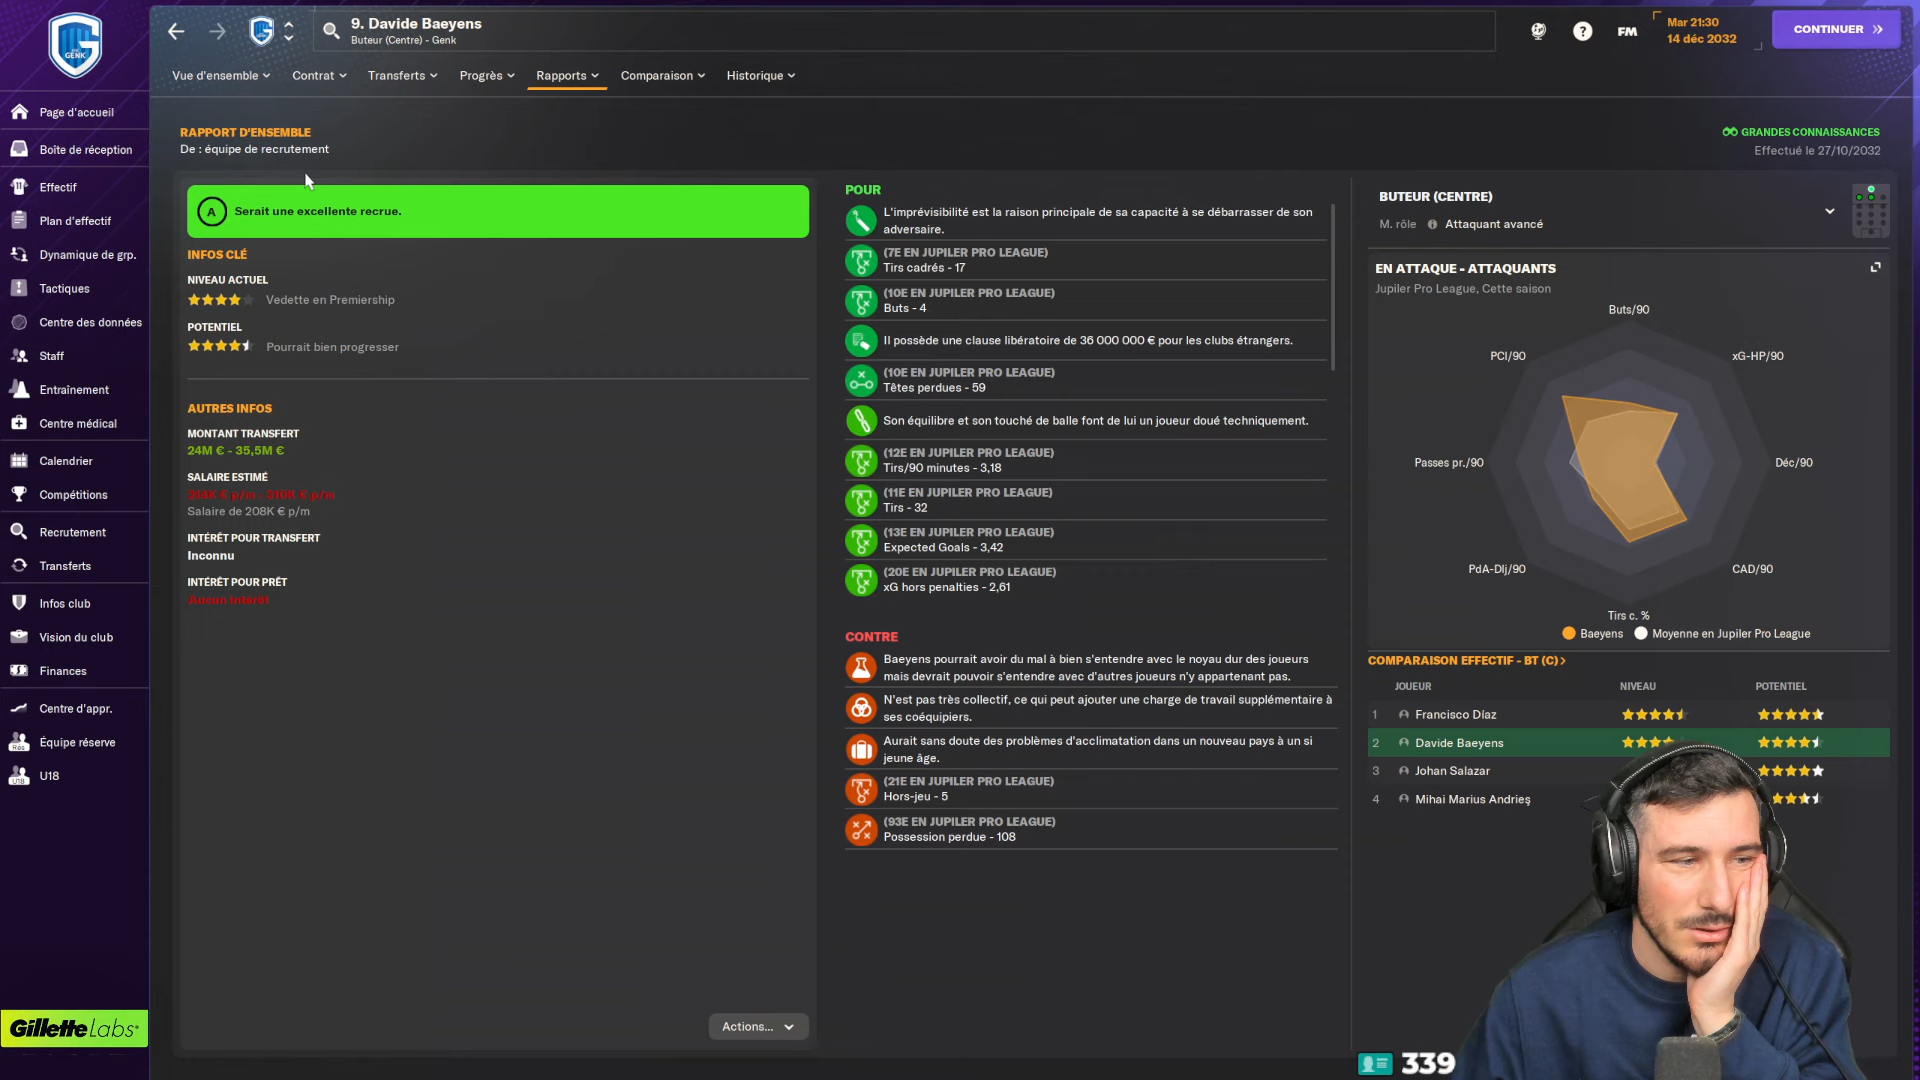 9. Davide Baeyens
Buteur (Centre) - Genk
FM
Mar 21:30
14 déc 2032
CONTINUER
GENK
Vue d'ensemble
Contrat
Transferts
Progrès
Rapports
Comparaison
Historique
Page d'accueil
Boîte de réception
Effectif
Plan d'effectif
Dynamique de grp.
Tactiques
Centre des données
Staff
Entraînement
Centre médical
Calendrier
Compétitions
Recrutement
Transferts
Infos club
Vision du club
Finances
Centre d'appr.
Équipe réserve
U18
Gillette Labs
RAPPORT D'ENSEMBLE
De : équipe de recrutement
GRANDES CONNAISSANCES
Effectué le 27/10/2032
A Serait une excellente recrue.
INFOS CLÉ
NIVEAU ACTUEL
Vedette en Premiership
POTENTIEL
Pourrait bien progresser
AUTRES INFOS
MONTANT TRANSFERT
24M € - 35,5M €
SALAIRE ESTIMÉ
Salaire de 208K € p/m
INTÉRÊT POUR TRANSFERT
Inconnu
INTÉRÊT POUR PRÊT
Aucun intérêt
Actions...
POUR
L'imprévisibilité est la raison principale de sa capacité à se débarrasser de son
adversaire.
(7E EN JUPILER PRO LEAGUE)
Tirs cadrés - 17
(10E EN JUPILER PRO LEAGUE)
Buts - 4
Il possède une clause libératoire de 36 000 000 € pour les clubs étrangers.
(10E EN JUPILER PRO LEAGUE)
Têtes perdues - 59
Son équilibre et son touché de balle font de lui un joueur doué techniquement.
(12E EN JUPILER PRO LEAGUE)
Tirs/90 minutes - 3,18
(11E EN JUPILER PRO LEAGUE)
Tirs - 32
(13E EN JUPILER PRO LEAGUE)
Expected Goals - 3,42
(20E EN JUPILER PRO LEAGUE)
xG hors penalties - 2,61
CONTRE
Baeyens pourrait avoir du mal à bien s'entendre avec le noyau dur des joueurs
mais devrait pouvoir s'entendre avec d'autres joueurs n'y appartenant pas.
N'est pas très collectif, ce qui peut ajouter une charge de travail supplémentaire à
ses coéquipiers.
Aurait sans doute des problèmes d'acclimatation dans un nouveau pays à un si
jeune âge.
(21E EN JUPILER PRO LEAGUE)
Hors-jeu - 5
(93E EN JUPILER PRO LEAGUE)
Possession perdue - 108
BUTEUR (CENTRE)
M. rôle Attaquant avancé
EN ATTAQUE - ATTAQUANTS
Jupiler Pro League, Cette saison
Buts/90
PCI/90
xG-HP/90
Passes pr./90
Déc/90
PdA-Dlj/90
CAD/90
Tirs c. %
Baeyens
Moyenne en Jupiler Pro League
COMPARAISON EFFECTIF - BT (C) >
JOUEUR NIVEAU POTENTIEL
1 Francisco Díaz
2 Davide Baeyens
3 Johan Salazar
4 Mihai Marius Andrieș
339